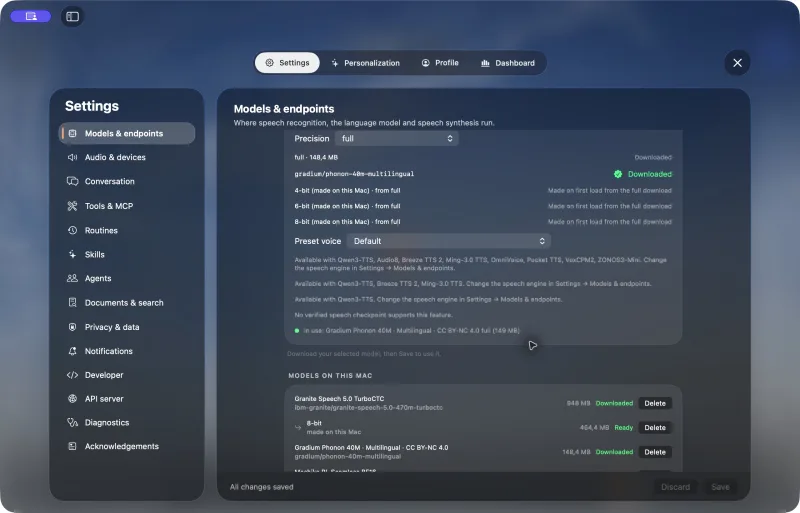 Settings
Personalization
Profile
Dashboard
Settings
Models & endpoints
Audio & devices
Conversation
Tools & MCP
Routines
Skills
Agents
Documents & search
Privacy & data
Notifications
Developer
API server
Diagnostics
Acknowledgements
Models & endpoints
Where speech recognition, the language model and speech synthesis run.
Precision full
full · 148,4 MB Downloaded
gradium/phonon-40m-multilingual Downloaded
4-bit (made on this Mac) · from full Made on first load from the full download
6-bit (made on this Mac) · from full Made on first load from the full download
8-bit (made on this Mac) · from full Made on first load from the full download
Preset voice Default
Available with Qwen3-TTS, Audio8, Breeze TTS 2, Ming-3.0 TTS, OmniVoice, Pocket TTS, VoxCPM2, ZONOS2-Mini. Change
the speech engine in Settings → Models & endpoints.
Available with Qwen3-TTS, Breeze TTS 2, Ming-3.0 TTS. Change the speech engine in Settings → Models & endpoints.
Available with Qwen3-TTS. Change the speech engine in Settings → Models & endpoints.
No verified speech checkpoint supports this feature.
In use: Gradium Phonon 40M · Multilingual · CC BY-NC 4.0 full (149 MB)
Download your selected model, then Save to use it.
MODELS ON THIS MAC
Granite Speech 5.0 TurboCTC 948 MB Downloaded Delete
ibm-granite/granite-speech-5.0-470m-turboctc
8-bit 464,4 MB Ready Delete
made on this Mac
Gradium Phonon 40M · Multilingual · CC BY-NC 4.0 148,4 MB Downloaded Delete
gradium/phonon-40m-multilingual
All changes saved
Discard
Save